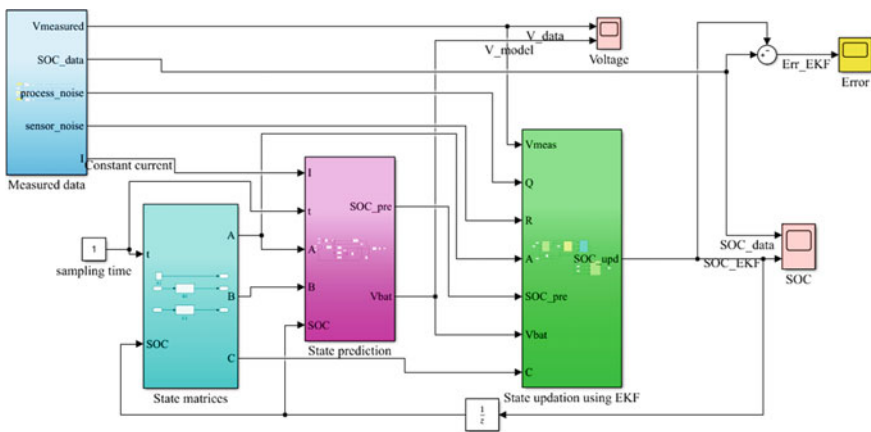 Vmeasured
SOC_data
process_noise
sensor_noise
I
Measured data
Constant current
V_data
V_model
Voltage
Err_EKF
Error
1
sampling time
t
SOC
A
B
C
State matrices
I
t
A
B
SOC
SOC_pre
Vbat
State prediction
Vmeas
Q
R
A
SOC_pre
Vbat
C
SOC_upd
State updation using EKF
SOC_data
SOC_EKF
SOC
1
z